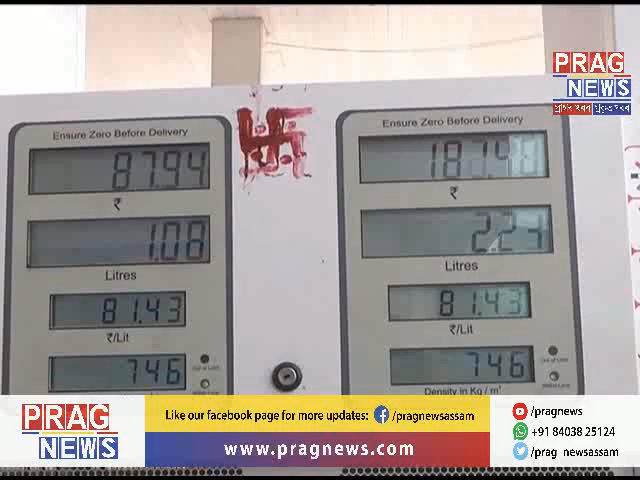 PRAG
NEWS
Ensure Zero Before Delivery
87.94
₹
1.08
Litres
81.43
₹/Lit
746
Ensure Zero Before Delivery
₹
Litres
81.43
₹/Lit
746
Density in Kg / m³
PRAG
NEWS
Like our facebook page for more updates: /pragnewsassam
www.pragnews.com
/pragnews
+91 84038 25124
/prag_newsassam
PRAG
NEWS